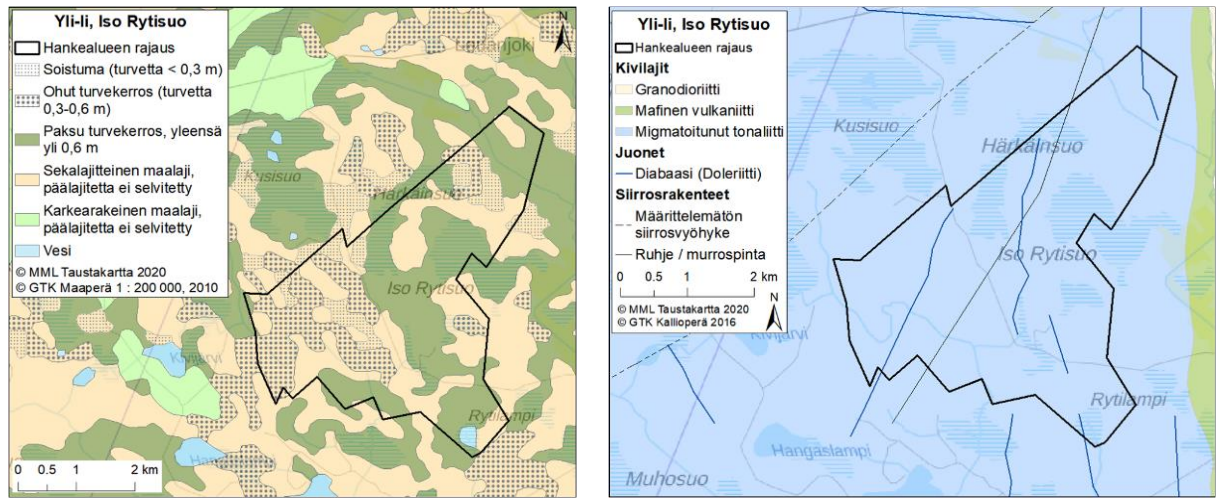 Yli-Ii, Iso Rytisuo
Hankealueen rajaus
Soistuma (turvetta < 0,3 m)
Ohut turvekerros (turvetta
0,3-0,6 m)
Paksu turvekerros, yleensä
yli 0,6 m
Sekalajitteinen maalaji,
päälajitetta ei selvitetty
Karkearakeinen maalaji,
päälajitetta ei selvitetty
Vesi
© MML Taustakartta 2020
© GTK Maaperä 1 : 200 000, 2010
N
Kusisuo
Härkäinsuo
Iso Rytisuo
Kivijärvi
Rytilampi
0 0.5 1 2 km
Yli-Ii, Iso Rytisuo
Hankealueen rajaus
Kivilajit
Granodioriitti
Mafinen vulkaniitti
Migmatoitunut tonaliitti
Juonet
Diabaasi (Doleriitti)
Siirrosrakenteet
Määrittelemätön
siirrosvyöhyke
Ruhje / murrospinta
0 0.5 1 2 km
N
© MML Taustakartta 2020
© GTK Kallioperä 2016
Kusisuo
Härkäinsuo
Iso Rytisuo
Kivijärvi
Rytilampi
Hangaslampi
Muhosuo